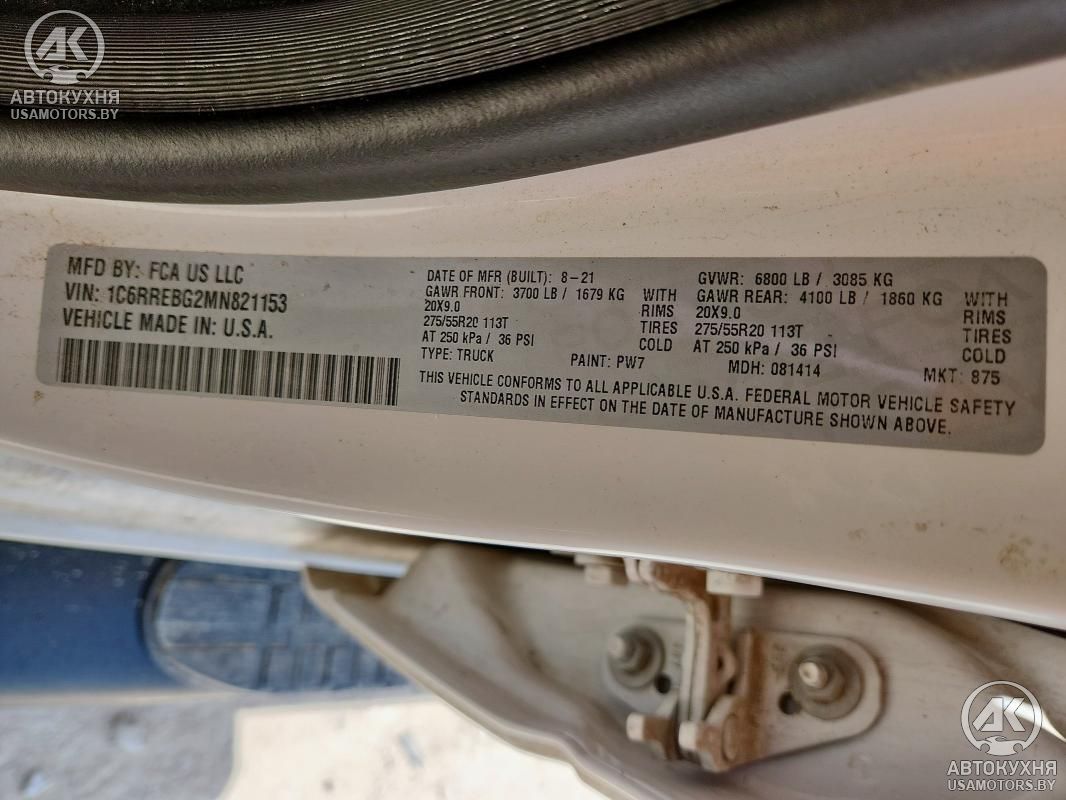 АК
АВТОКУХНЯ
USAMOTORS.BY
MFD BY: FCA US LLC
VIN: 1C6RREBG2MN821153
VEHICLE MADE IN: U.S.A.
DATE OF MFR (BUILT): 8-21
GAWR FRONT: 3700 LB / 1679 KG WITH
20X9.0 RIMS
275/55R20 113T - TIRES
AT 250 kPa / 36 PSI COLD
TYPE: TRUCK PAINT: PW7
GVWR: 6800 LB / 3085 KG
GAWR REAR: 4100 LB / 1860 KG WITH
20X9.0 RIMS
275/55R20 113T - TIRES
AT 250 kPa / 36 PSI COLD
MDH: 081414 MKT: 875
THIS VEHICLE CONFORMS TO ALL APPLICABLE U.S.A. FEDERAL MOTOR VEHICLE SAFETY
STANDARDS IN EFFECT ON THE DATE OF MANUFACTURE SHOWN ABOVE.
АК
АВТОКУХНЯ
USAMOTORS.BY